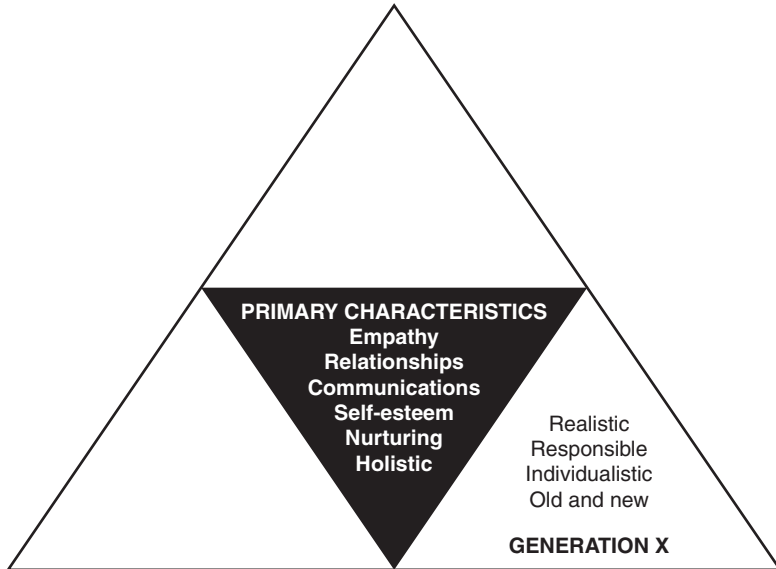 PRIMARY CHARACTERISTICS
Empathy
Relationships
Communications
Self-esteem
Nurturing
Holistic
Realistic
Responsible
Individualistic
Old and new
GENERATION X